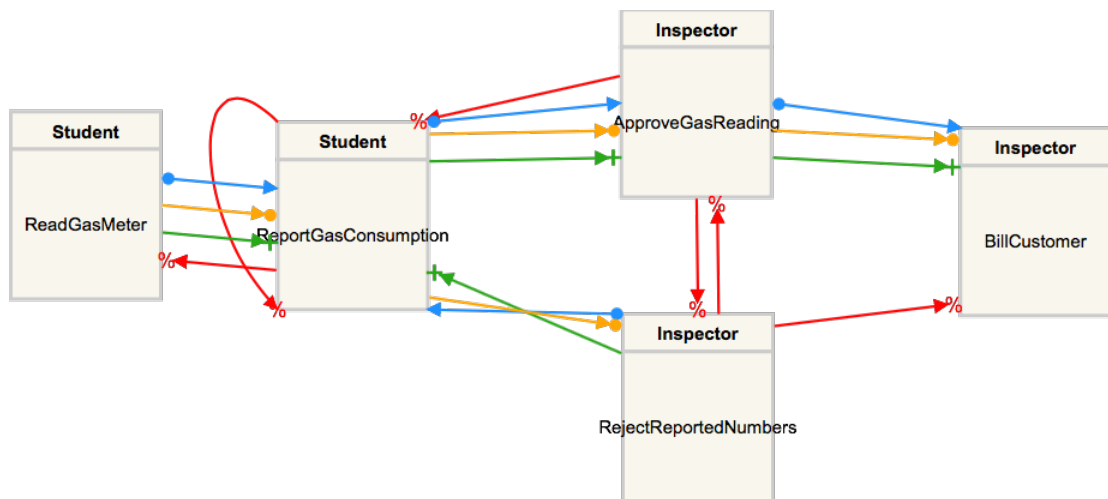 Student
ReadGasMeter
%
Student
ReportGasConsumption
%
%
Inspector
ApproveGasReading
%
%
Inspector
RejectReportedNumbers
Inspector
BillCustomer
%